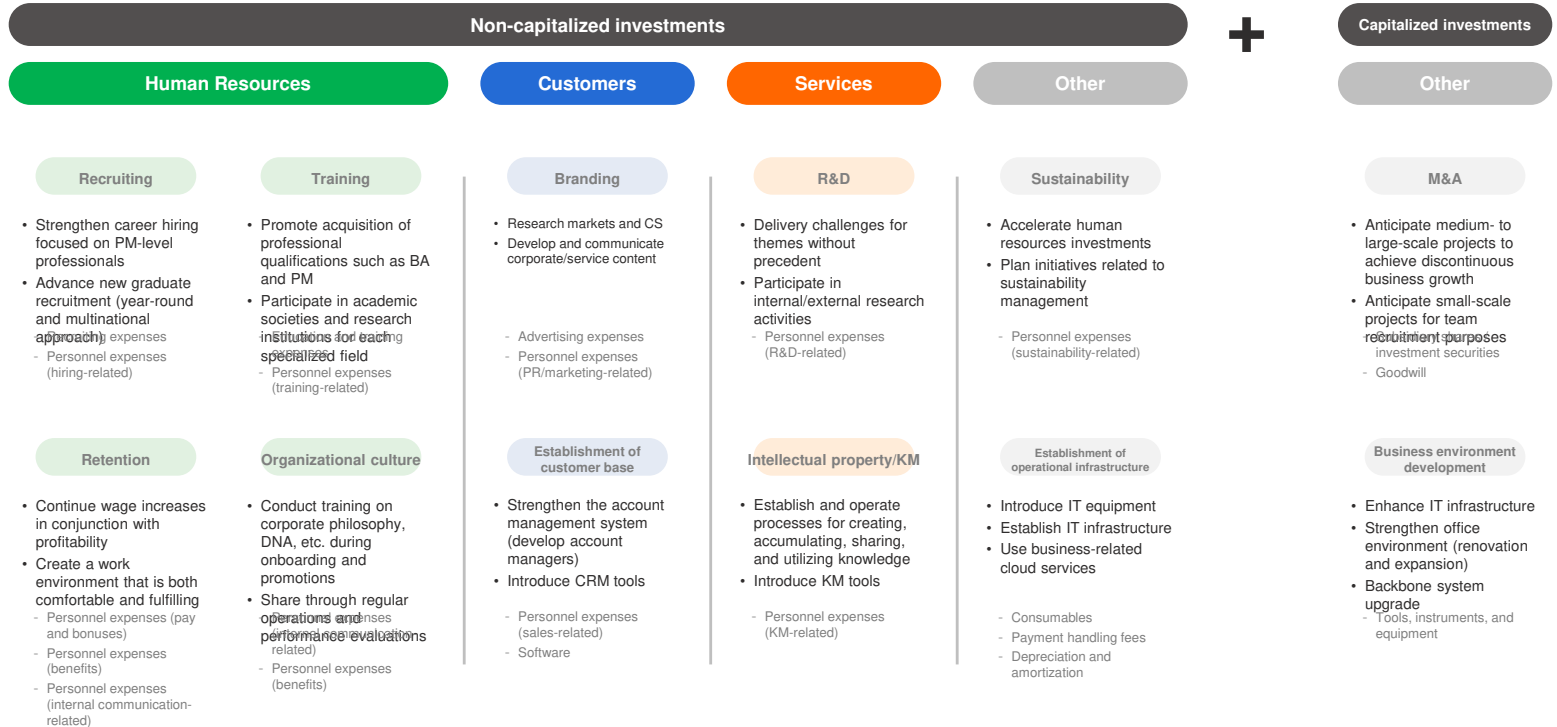 Non-capitalized investments
+
Capitalized investments
Human Resources
Customers
Services
Other
Other
Recruiting
• Strengthen career hiring
focused on PM-level
professionals
• Advance new graduate
recruitment (year-round
and multinational
approach)
- Recruiting expenses
- Personnel expenses
(hiring-related)
Training
• Promote acquisition of
professional
qualifications such as BA
and PM
• Participate in academic
societies and research
institutions for each
specialized field
- Education and training
expenses
- Personnel expenses
(training-related)
Branding
• Research markets and CS
• Develop and communicate
corporate/service content
- Advertising expenses
- Personnel expenses
(PR/marketing-related)
R&D
• Delivery challenges for
themes without
precedent
• Participate in
internal/external research
activities
- Personnel expenses
(R&D-related)
Sustainability
• Accelerate human
resources investments
• Plan initiatives related to
sustainability
management
- Personnel expenses
(sustainability-related)
M&A
• Anticipate medium- to
large-scale projects to
achieve discontinuous
business growth
• Anticipate small-scale
projects for team
recruitment purposes
- Subsidiary shares/
investment securities
- Goodwill
Retention
• Continue wage increases
in conjunction with
profitability
• Create a work
environment that is both
comfortable and fulfilling
- Personnel expenses (pay
and bonuses)
- Personnel expenses
(benefits)
- Personnel expenses
(internal communication-
related)
Organizational culture
• Conduct training on
corporate philosophy,
DNA, etc. during
onboarding and
promotions
• Share through regular
operations and
performance evaluations
- Personnel expenses
(internal communication-
related)
- Personnel expenses
(benefits)
Establishment of
customer base
• Strengthen the account
management system
(develop account
managers)
• Introduce CRM tools
- Personnel expenses
(sales-related)
- Software
Intellectual property/KM
• Establish and operate
processes for creating,
accumulating, sharing,
and utilizing knowledge
• Introduce KM tools
- Personnel expenses
(KM-related)
Establishment of
operational infrastructure
• Introduce IT equipment
• Establish IT infrastructure
• Use business-related
cloud services
- Consumables
- Payment handling fees
- Depreciation and
amortization
Business environment
development
• Enhance IT infrastructure
• Strengthen office
environment (renovation
and expansion)
• Backbone system
upgrade
- Tools, instruments, and
equipment